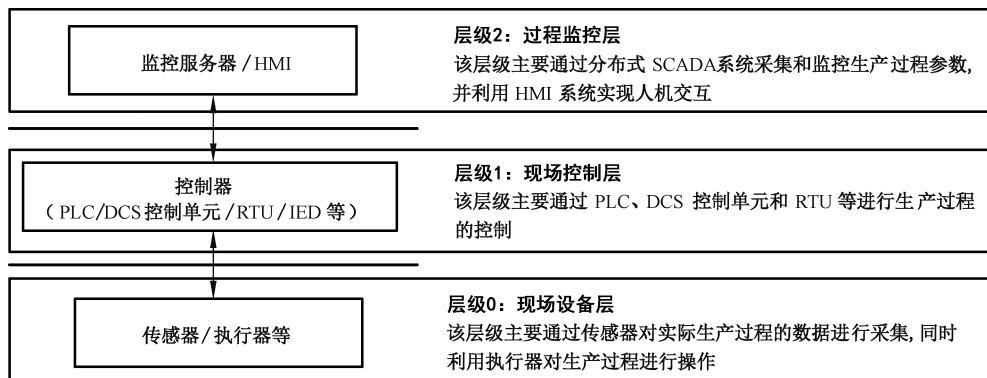 监控服务器/HMI
层级2：过程监控层
该层级主要通过分布式 SCADA系统采集和监控生产过程参数,
并利用 HMI 系统实现人机交互
控制器
（PLC/DCS控制单元/RTU/IED 等）
层级1：现场控制层
该层级主要通过 PLC、DCS 控制单元和 RTU 等进行生产过程
的控制
传感器/执行器等
层级0：现场设备层
该层级主要通过传感器对实际生产过程的数据进行采集, 同时
利用执行器对生产过程进行操作